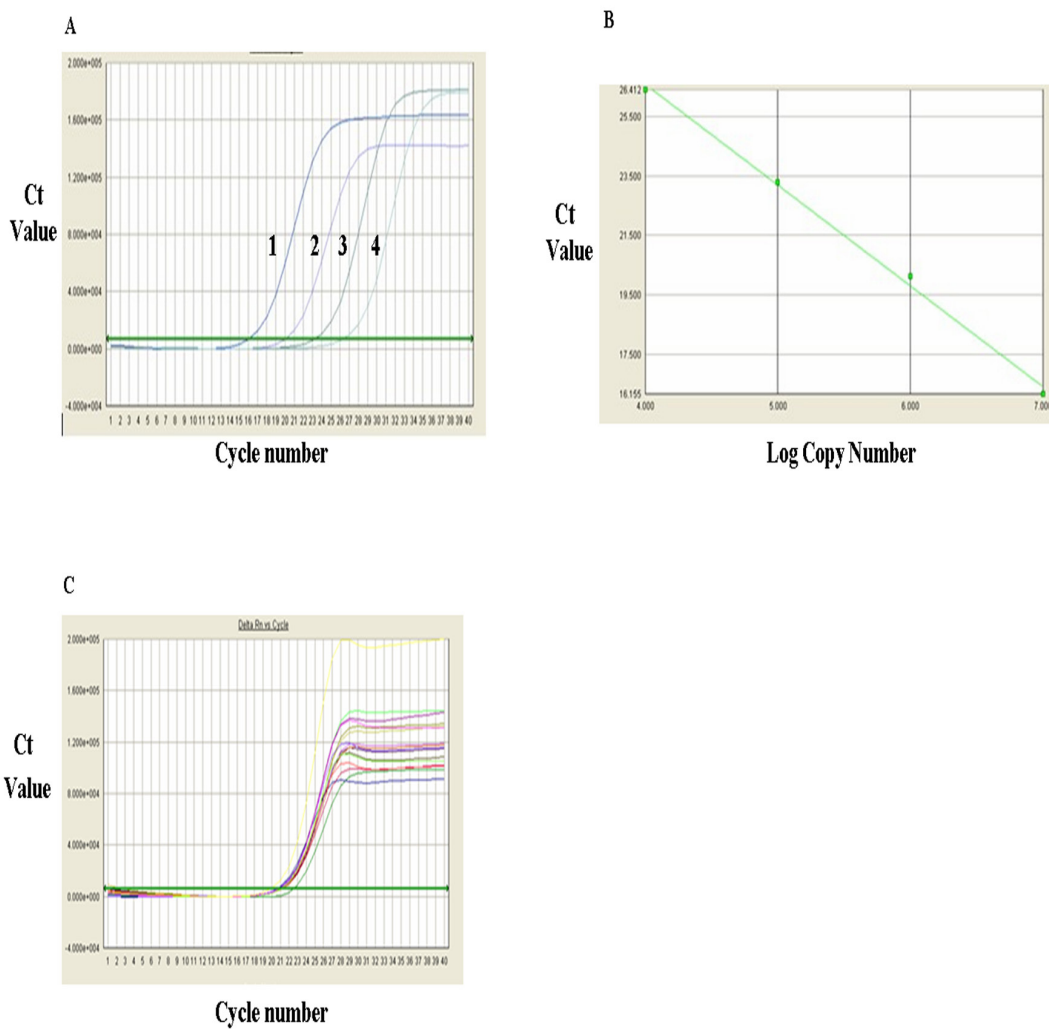 A
2.000e+005
1.600e+005
1.200e+005
8.000e+004
4.000e+004
0.000e+000
-4.000e+004
Ct
Value
1 2 3 4
1 2 3 4 5 6 7 8 9 10 11 12 13 14 15 16 17 18 19 20 21 22 23 24 25 26 27 28 29 30 31 32 33 34 35 36 37 38 39 40
Cycle number
B
26.412
25.500
23.500
21.500
19.500
17.500
16.155
Ct
Value
4.000 5.000 6.000 7.000
Log Copy Number
C
Delta Rn vs Cycle
2.000e+005
1.600e+005
1.200e+005
8.000e+004
4.000e+004
0.000e+000
-4.000e+004
Ct
Value
1 2 3 4 5 6 7 8 9 10 11 12 13 14 15 16 17 18 19 20 21 22 23 24 25 26 27 28 29 30 31 32 33 34 35 36 37 38 39 40
Cycle number